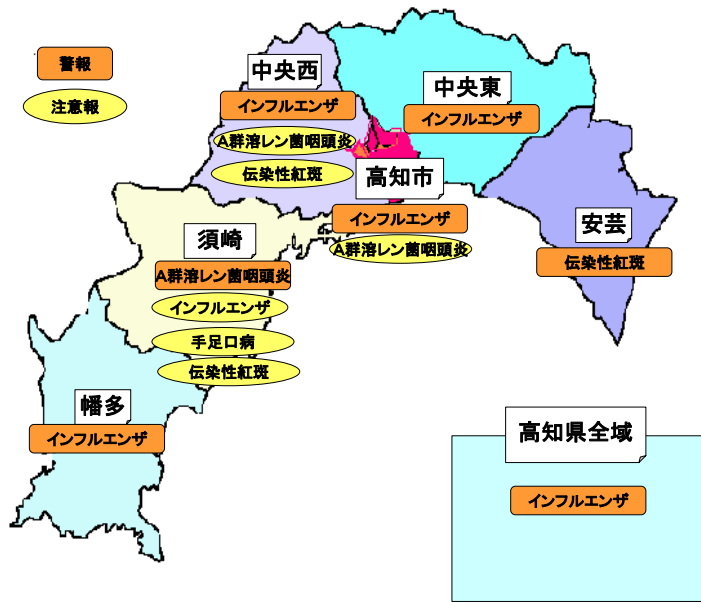 警報
注意報
中央西
インフルエンザ
A群溶レン菌咽頭炎
伝染性紅斑
中央東
インフルエンザ
高知市
インフルエンザ
A群溶レン菌咽頭炎
安芸
伝染性紅斑
須崎
A群溶レン菌咽頭炎
インフルエンザ
手足口病
伝染性紅斑
幡多
インフルエンザ
高知県全域
インフルエンザ